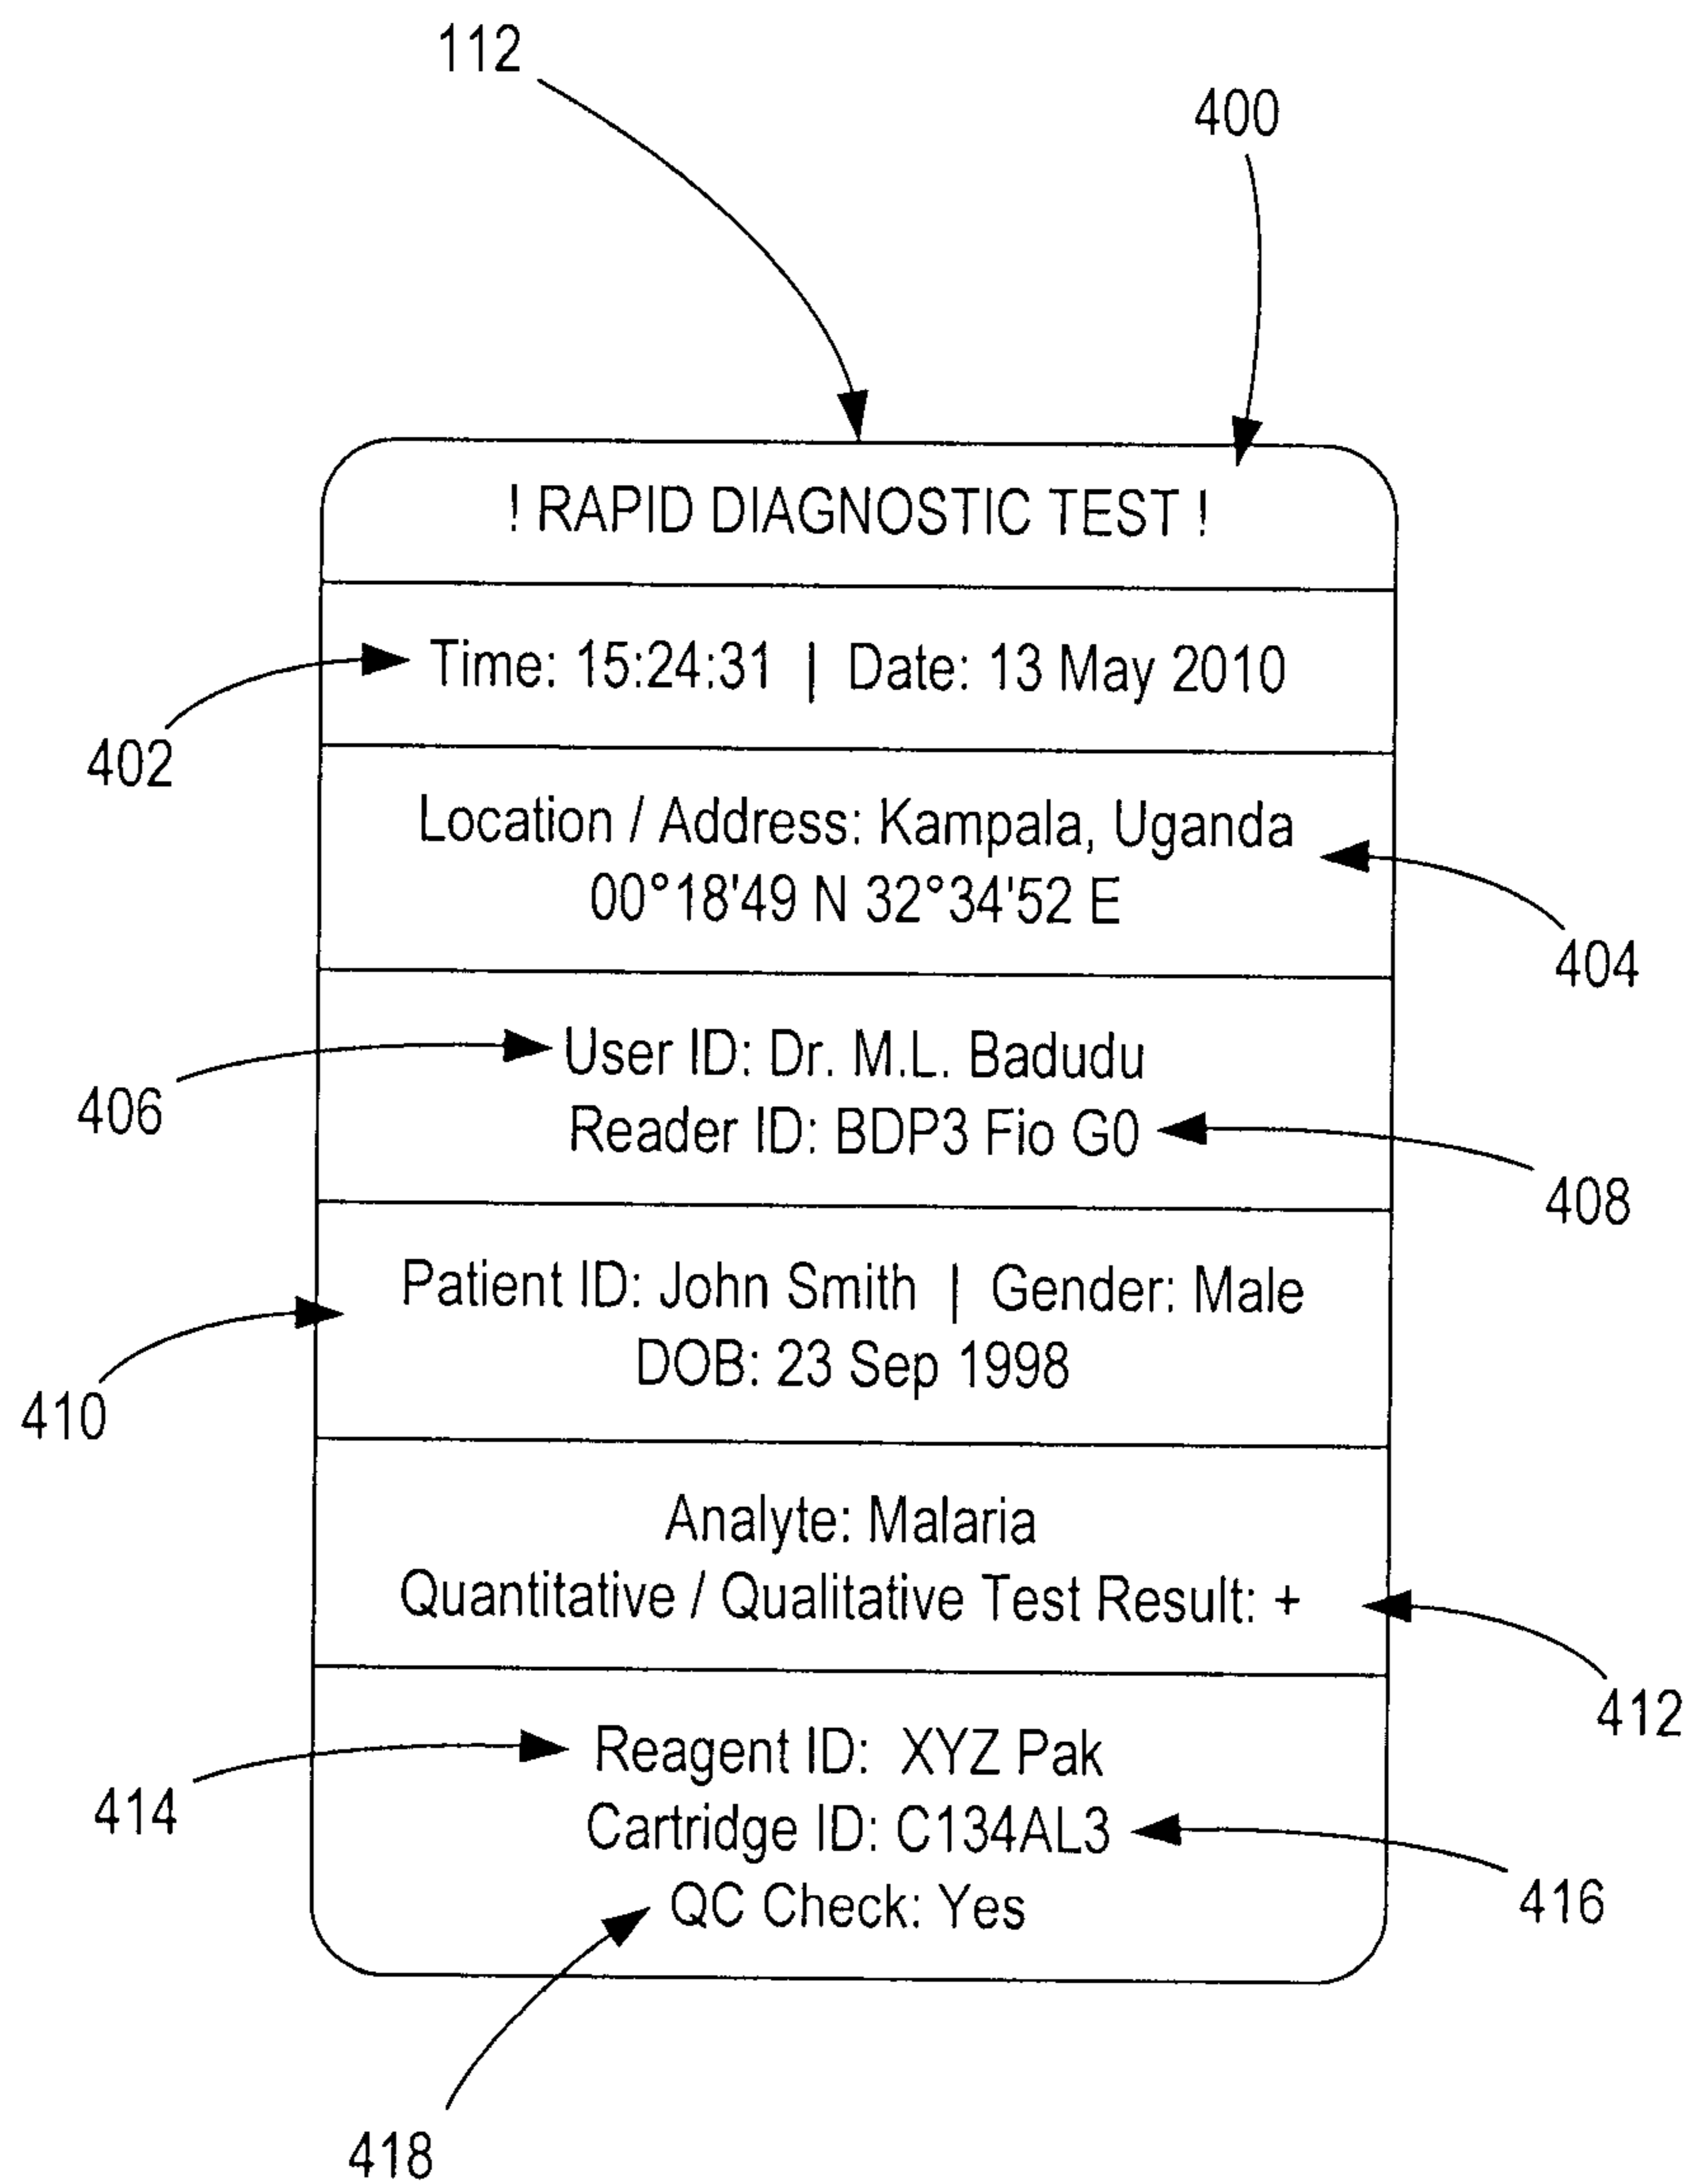 112
400
! RAPID DIAGNOSTIC TEST !
Time: 15:24:31 | Date: 13 May 2010
402
Location / Address: Kampala, Uganda
00°18'49 N 32°34'52 E
404
User ID: Dr. M.L. Badudu
406
Reader ID: BDP3 Fio G0
408
Patient ID: John Smith | Gender: Male
DOB: 23 Sep 1998
410
Analyte: Malaria
Quantitative / Qualitative Test Result: +
412
Reagent ID: XYZ Pak
414
Cartridge ID: C134AL3
416
QC Check: Yes
418